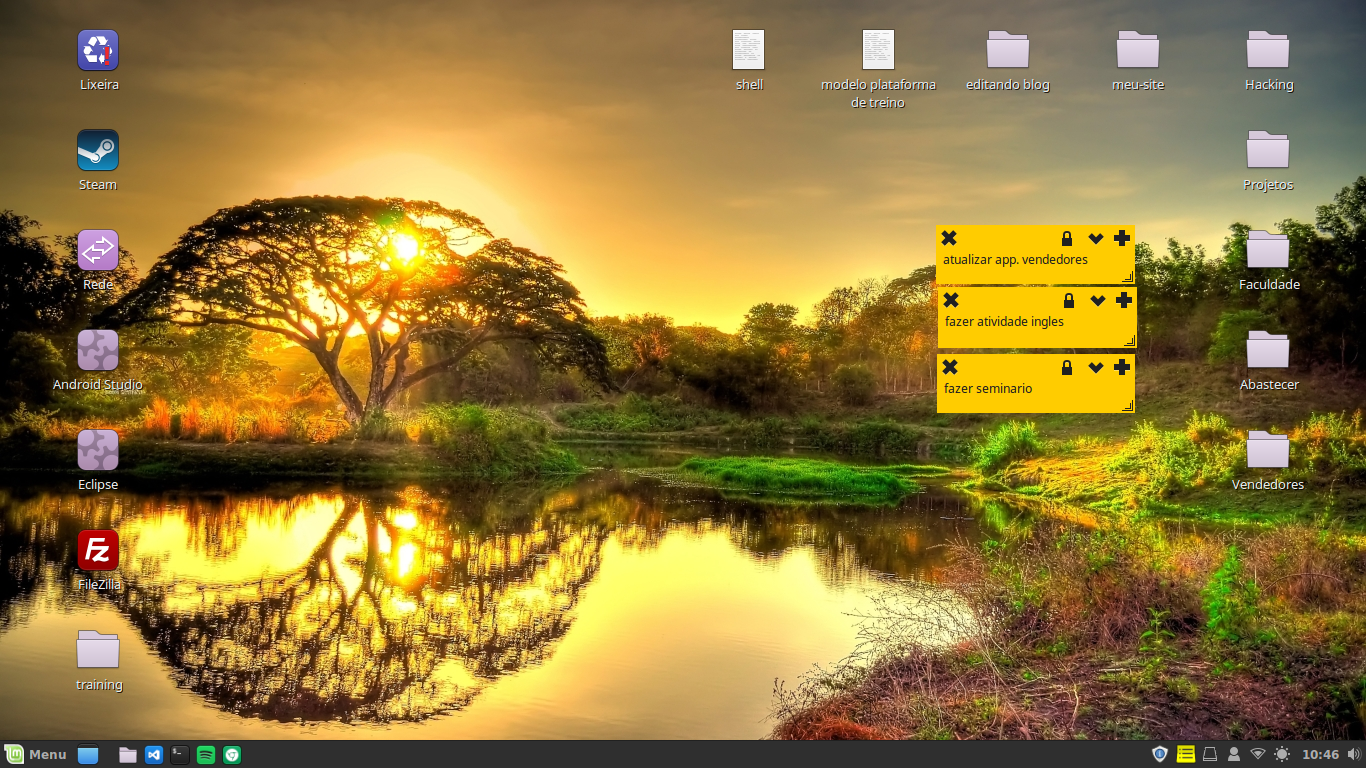 Lixeira
shell
modelo plataforma
de treino
editando blog
meu-site
Hacking
Steam
Projetos
Rede
atualizar app. vendedores
Faculdade
fazer atividade ingles
Android Studio
fazer seminario
Abastecer
Eclipse
Vendedores
FileZilla
training
Menu
10:46